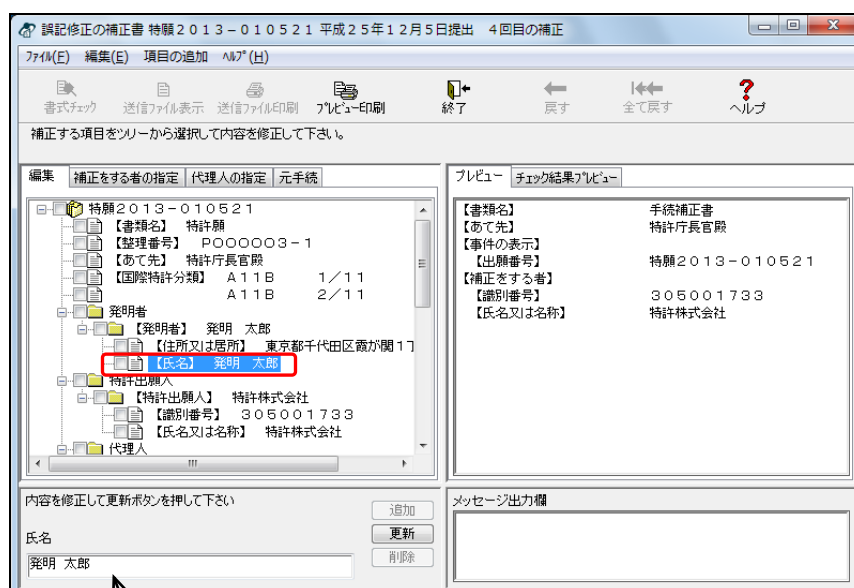 誤記修正の補正書 特願２０１３－０１０５２１ 平成２５年１２月５日提出 ４回目の補正
ﾌｧｲﾙ(F) 編集(E) 項目の追加 ﾍﾙﾌﾟ(H)
書式ﾁｪｯｸ 送信ﾌｧｲﾙ表示 送信ﾌｧｲﾙ印刷 ﾌﾟﾚﾋﾞｭｰ印刷 終了 戻す 全て戻す ヘルプ
補正する項目をツリーから選択して内容を修正して下さい。
編集 補正をする者の指定 代理人の指定 元手続
特願２０１３－０１０５２１
【書類名】 特許願
【整理番号】 Ｐ００００００３－１
【あて先】 特許庁長官殿
【国際特許分類】 Ａ１１Ｂ １／１１
Ａ１１Ｂ ２／１１
発明者
【発明者】 発明 太郎
【住所又は居所】 東京都千代田区霞が関１丁
【氏名】 発明 太郎
特許出願人
【特許出願人】 特許株式会社
【識別番号】 ３０５００１７３３
【氏名又は名称】 特許株式会社
代理人
プレビュー ﾁｪｯｸ結果ﾌﾟﾚﾋﾞｭｰ
【書類名】 手続補正書
【あて先】 特許庁長官殿
【事件の表示】
【出願番号】 特願２０１３－０１０５２１
【補正をする者】
【識別番号】 ３０５００１７３３
【氏名又は名称】 特許株式会社
内容を修正して更新ボタンを押して下さい
追加
更新
削除
氏名
発明 太郎
メッセージ出力欄